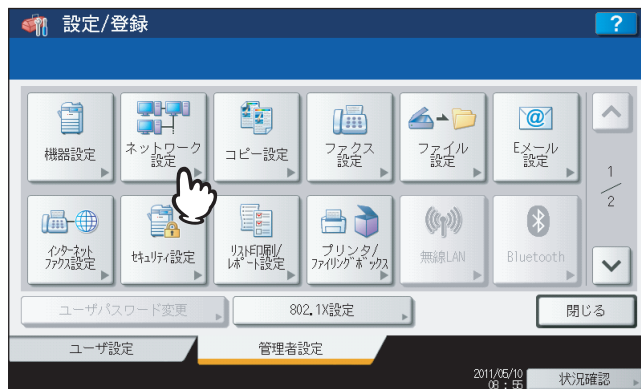 設定/登録
?
機器設定
ネットワーク
設定
コピー設定
ファクス
設定
ファイル
設定
@
Eメール
設定
1
/
2
インターネット
ファクス設定
セキュリティ設定
リスト印刷/
レポート設定
プリンタ/
ファイリングボックス
無線LAN
Bluetooth
ユーザパスワード変更
802.1X設定
閉じる
ユーザ設定
管理者設定
2011/05/10
08:55
状況確認